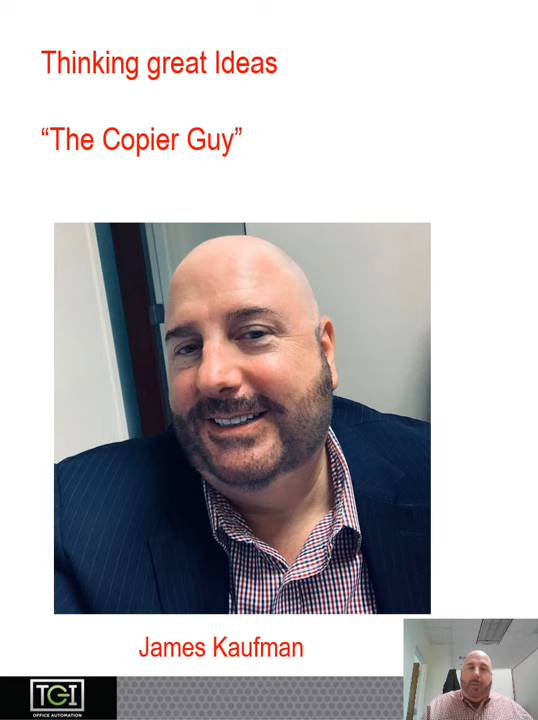 Thinking great Ideas
“The Copier Guy”
James Kaufman
TGI
OFFICE AUTOMATION